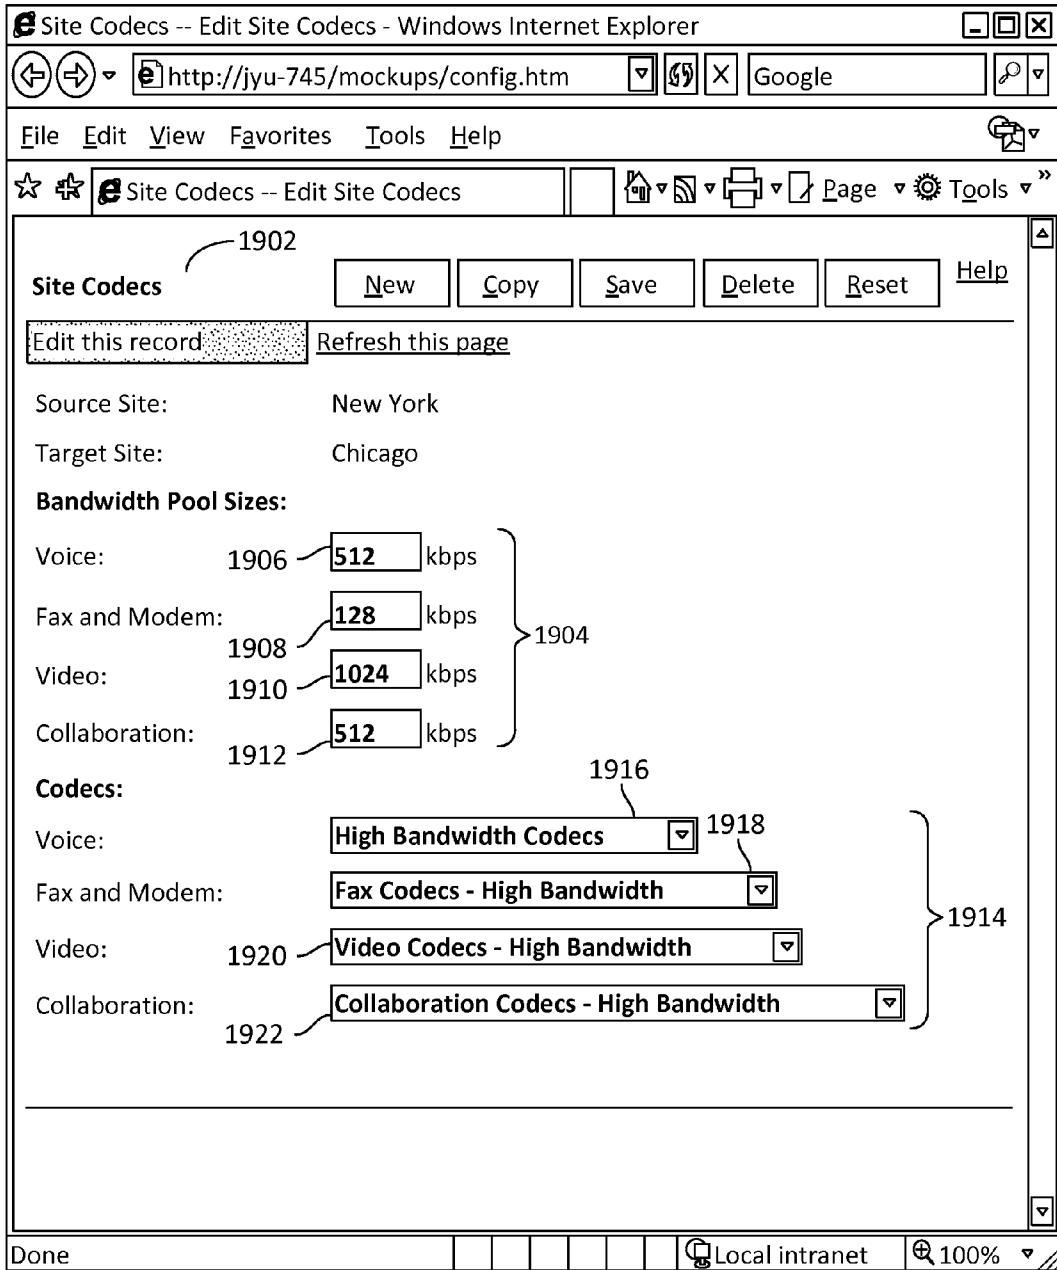 Site Codecs -- Edit Site Codecs - Windows Internet Explorer
http://jyu-745/mockups/config.htm Google
File Edit View Favorites Tools Help
Site Codecs -- Edit Site Codecs Page Tools »
1902
Site Codecs New Copy Save Delete Reset Help
Edit this record Refresh this page
Source Site: New York
Target Site: Chicago
Bandwidth Pool Sizes:
Voice: 1906 512 kbps
Fax and Modem: 1908 128 kbps
1904
Video: 1910 1024 kbps
Collaboration: 1912 512 kbps
Codecs:
1916
Voice: High Bandwidth Codecs 1918
Fax and Modem: Fax Codecs - High Bandwidth
1914
Video: 1920 Video Codecs - High Bandwidth
Collaboration: Collaboration Codecs - High Bandwidth
1922
Done Local intranet 100%